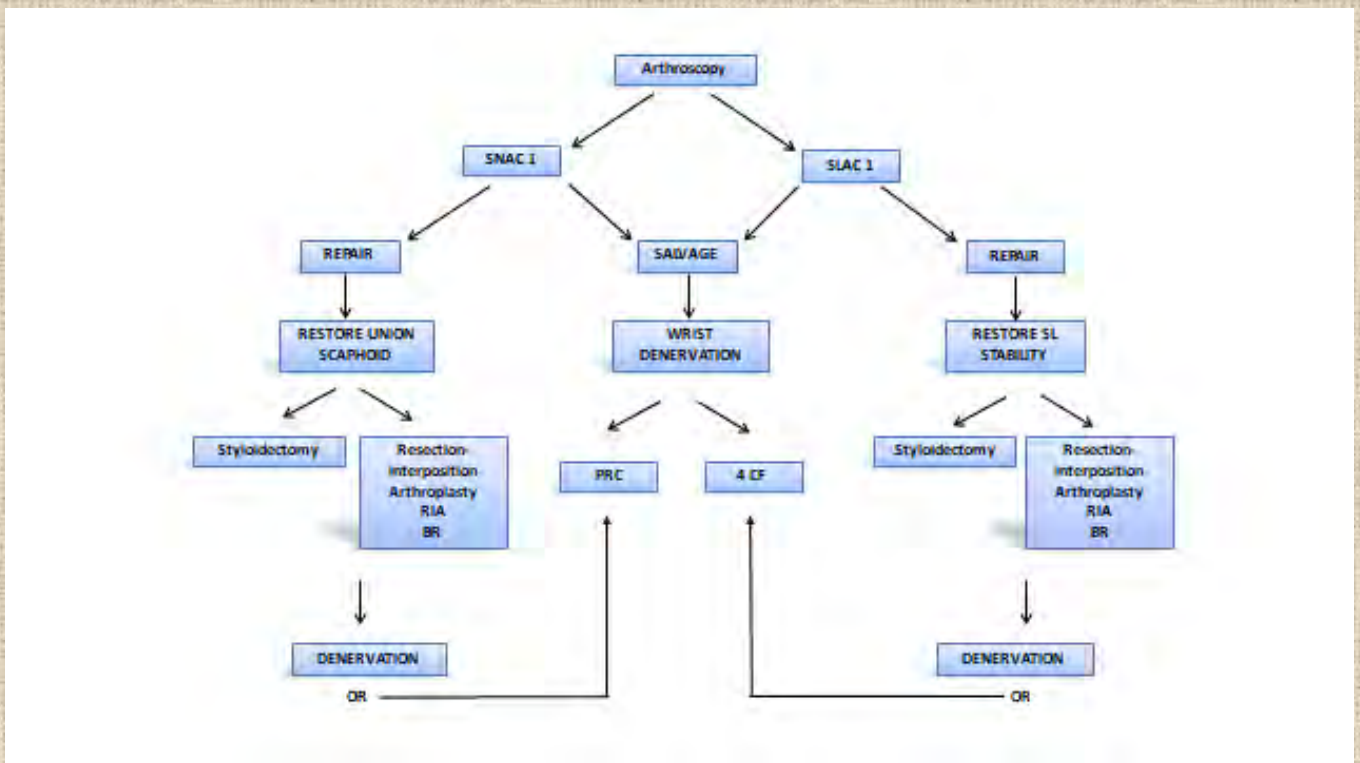 Arthroscopy
SNAC 1
SLAC 1
REPAIR
SALVAGE
REPAIR
RESTORE UNION
SCAPHOID
WRIST
DENERVATION
RESTORE SL
STABILITY
Styloidectomy
Resection-
interposition
Arthroplasty
RIA
BR
PRC
4 CF
Styloidectomy
Resection-
interposition
Arthroplasty
RIA
BR
DENERVATION
OR
DENERVATION
OR